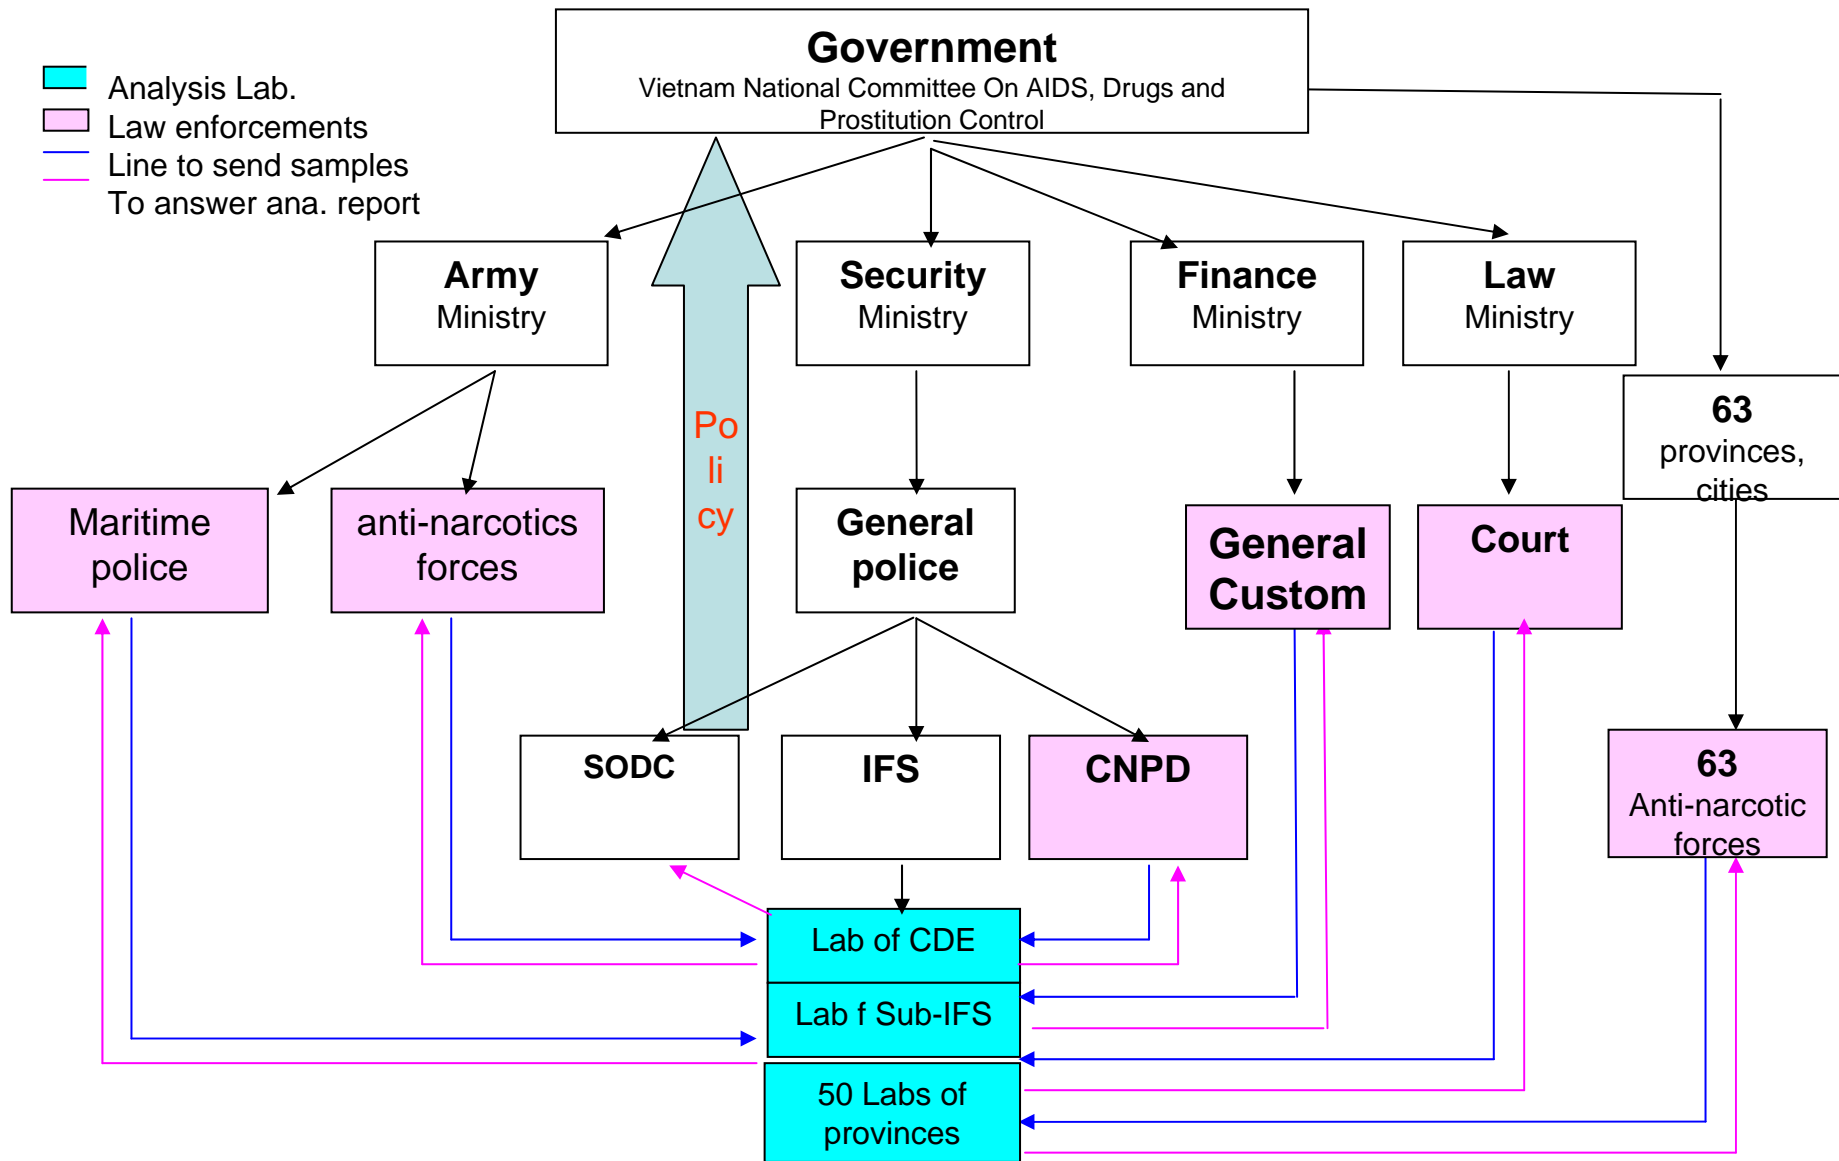 Government
Vietnam National Committee On AIDS, Drugs and
Prostitution Control
Analysis Lab.
Law enforcements
Line to send samples
To answer ana. report
Army
Ministry
Security
Ministry
Finance
Ministry
Law
Ministry
63
provinces,
cities
Po
li
cy
Maritime
police
anti-narcotics
forces
General
police
General
Custom
Court
SODC
IFS
CNPD
63
Anti-narcotic
forces
Lab of CDE
Lab f Sub-IFS
50 Labs of
provinces